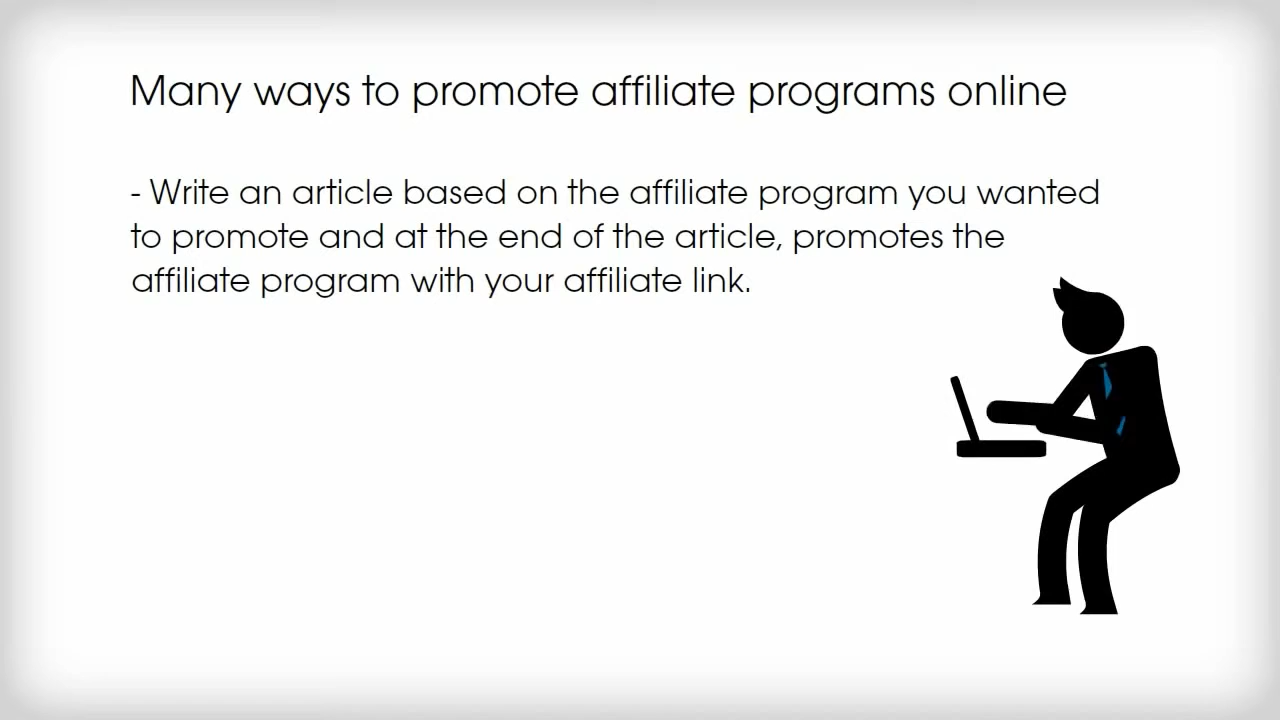 Many ways to promote affiliate programs online
- Write an article based on the affiliate program you wanted
to promote and at the end of the article, promotes the
affiliate program with your affiliate link.